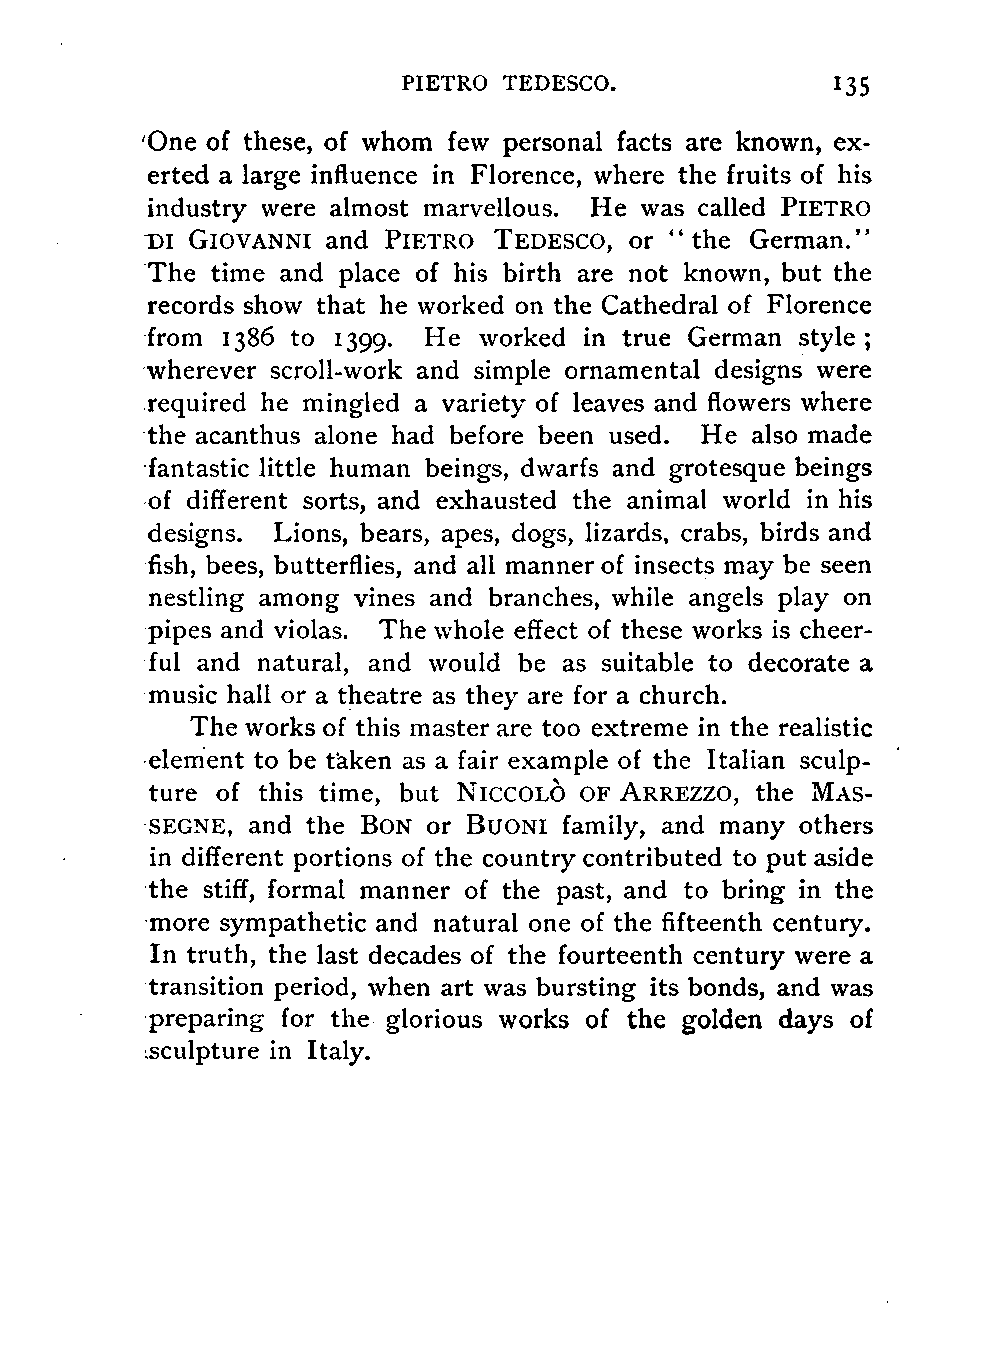 PIETRO TEDESCO. 135
One of these, of whom few personal facts are known, ex-
erted a large influence in Florence, where the fruits of his
industry were almost marvellous. He was called PIETRO
DI GIOVANNI and PIETRO TEDESCO, or "the German."
The time and place of his birth are not known, but the
records show that he worked on the Cathedral of Florence
from 1386 to 1399. He worked in true German style;
wherever scroll-work and simple ornamental designs were
required he mingled a variety of leaves and flowers where
the acanthus alone had before been used. He also made
fantastic little human beings, dwarfs and grotesque beings
of different sorts, and exhausted the animal world in his
designs. Lions, bears, apes, dogs, lizards, crabs, birds and
fish, bees, butterflies, and all manner of insects may be seen
nestling among vines and branches, while angels play on
pipes and violas. The whole effect of these works is cheer-
ful and natural, and would be as suitable to decorate a
music hall or a theatre as they are for a church.
The works of this master are too extreme in the realistic
element to be taken as a fair example of the Italian sculp-
ture of this time, but NICCOLÒ OF ARREZZO, the MAS-
SEGNE, and the BON or BUONI family, and many others
in different portions of the country contributed to put aside
the stiff, formal manner of the past, and to bring in the
more sympathetic and natural one of the fifteenth century.
In truth, the last decades of the fourteenth century were a
transition period, when art was bursting its bonds, and was
preparing for the glorious works of the golden days of
sculpture in Italy.